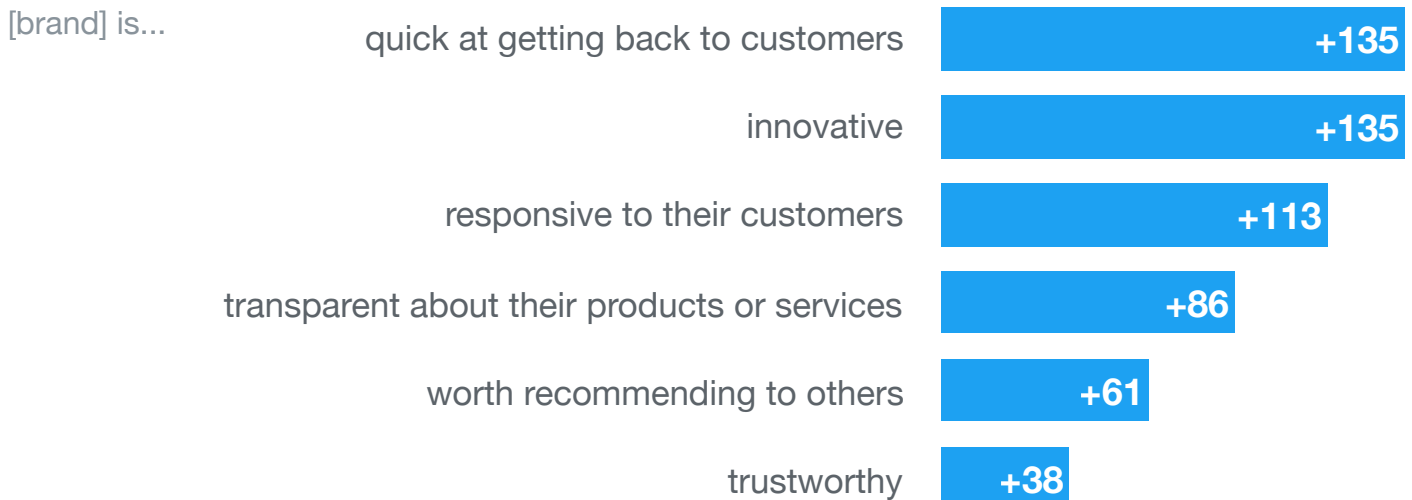 [brand] is...
quick at getting back to customers +135
innovative +135
responsive to their customers +113
transparent about their products or services +86
worth recommending to others +61
trustworthy +38